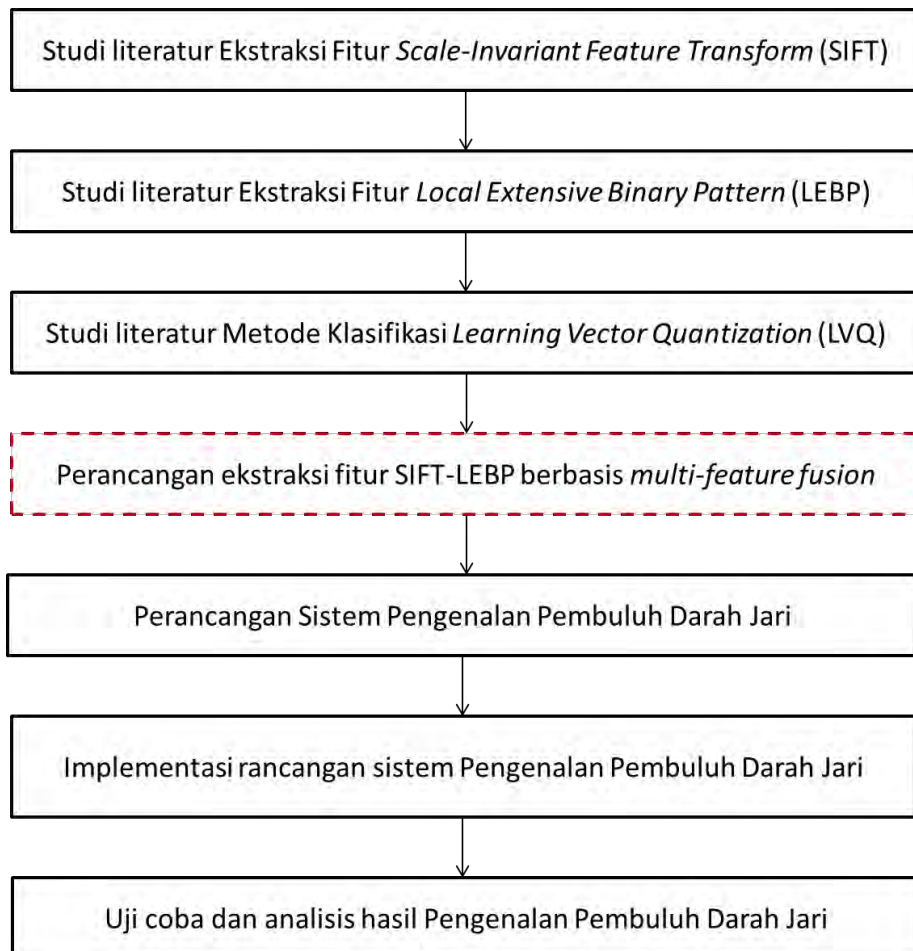 Studi literatur Ekstraksi Fitur Scale-Invariant Feature Transform (SIFT)
Studi literatur Ekstraksi Fitur Local Extensive Binary Pattern (LEBP)
Studi literatur Metode Klasifikasi Learning Vector Quantization (LVQ)
Perancangan ekstraksi fitur SIFT-LEBP berbasis multi-feature fusion
Perancangan Sistem Pengenalan Pembuluh Darah Jari
Implementasi rancangan sistem Pengenalan Pembuluh Darah Jari
Uji coba dan analisis hasil Pengenalan Pembuluh Darah Jari